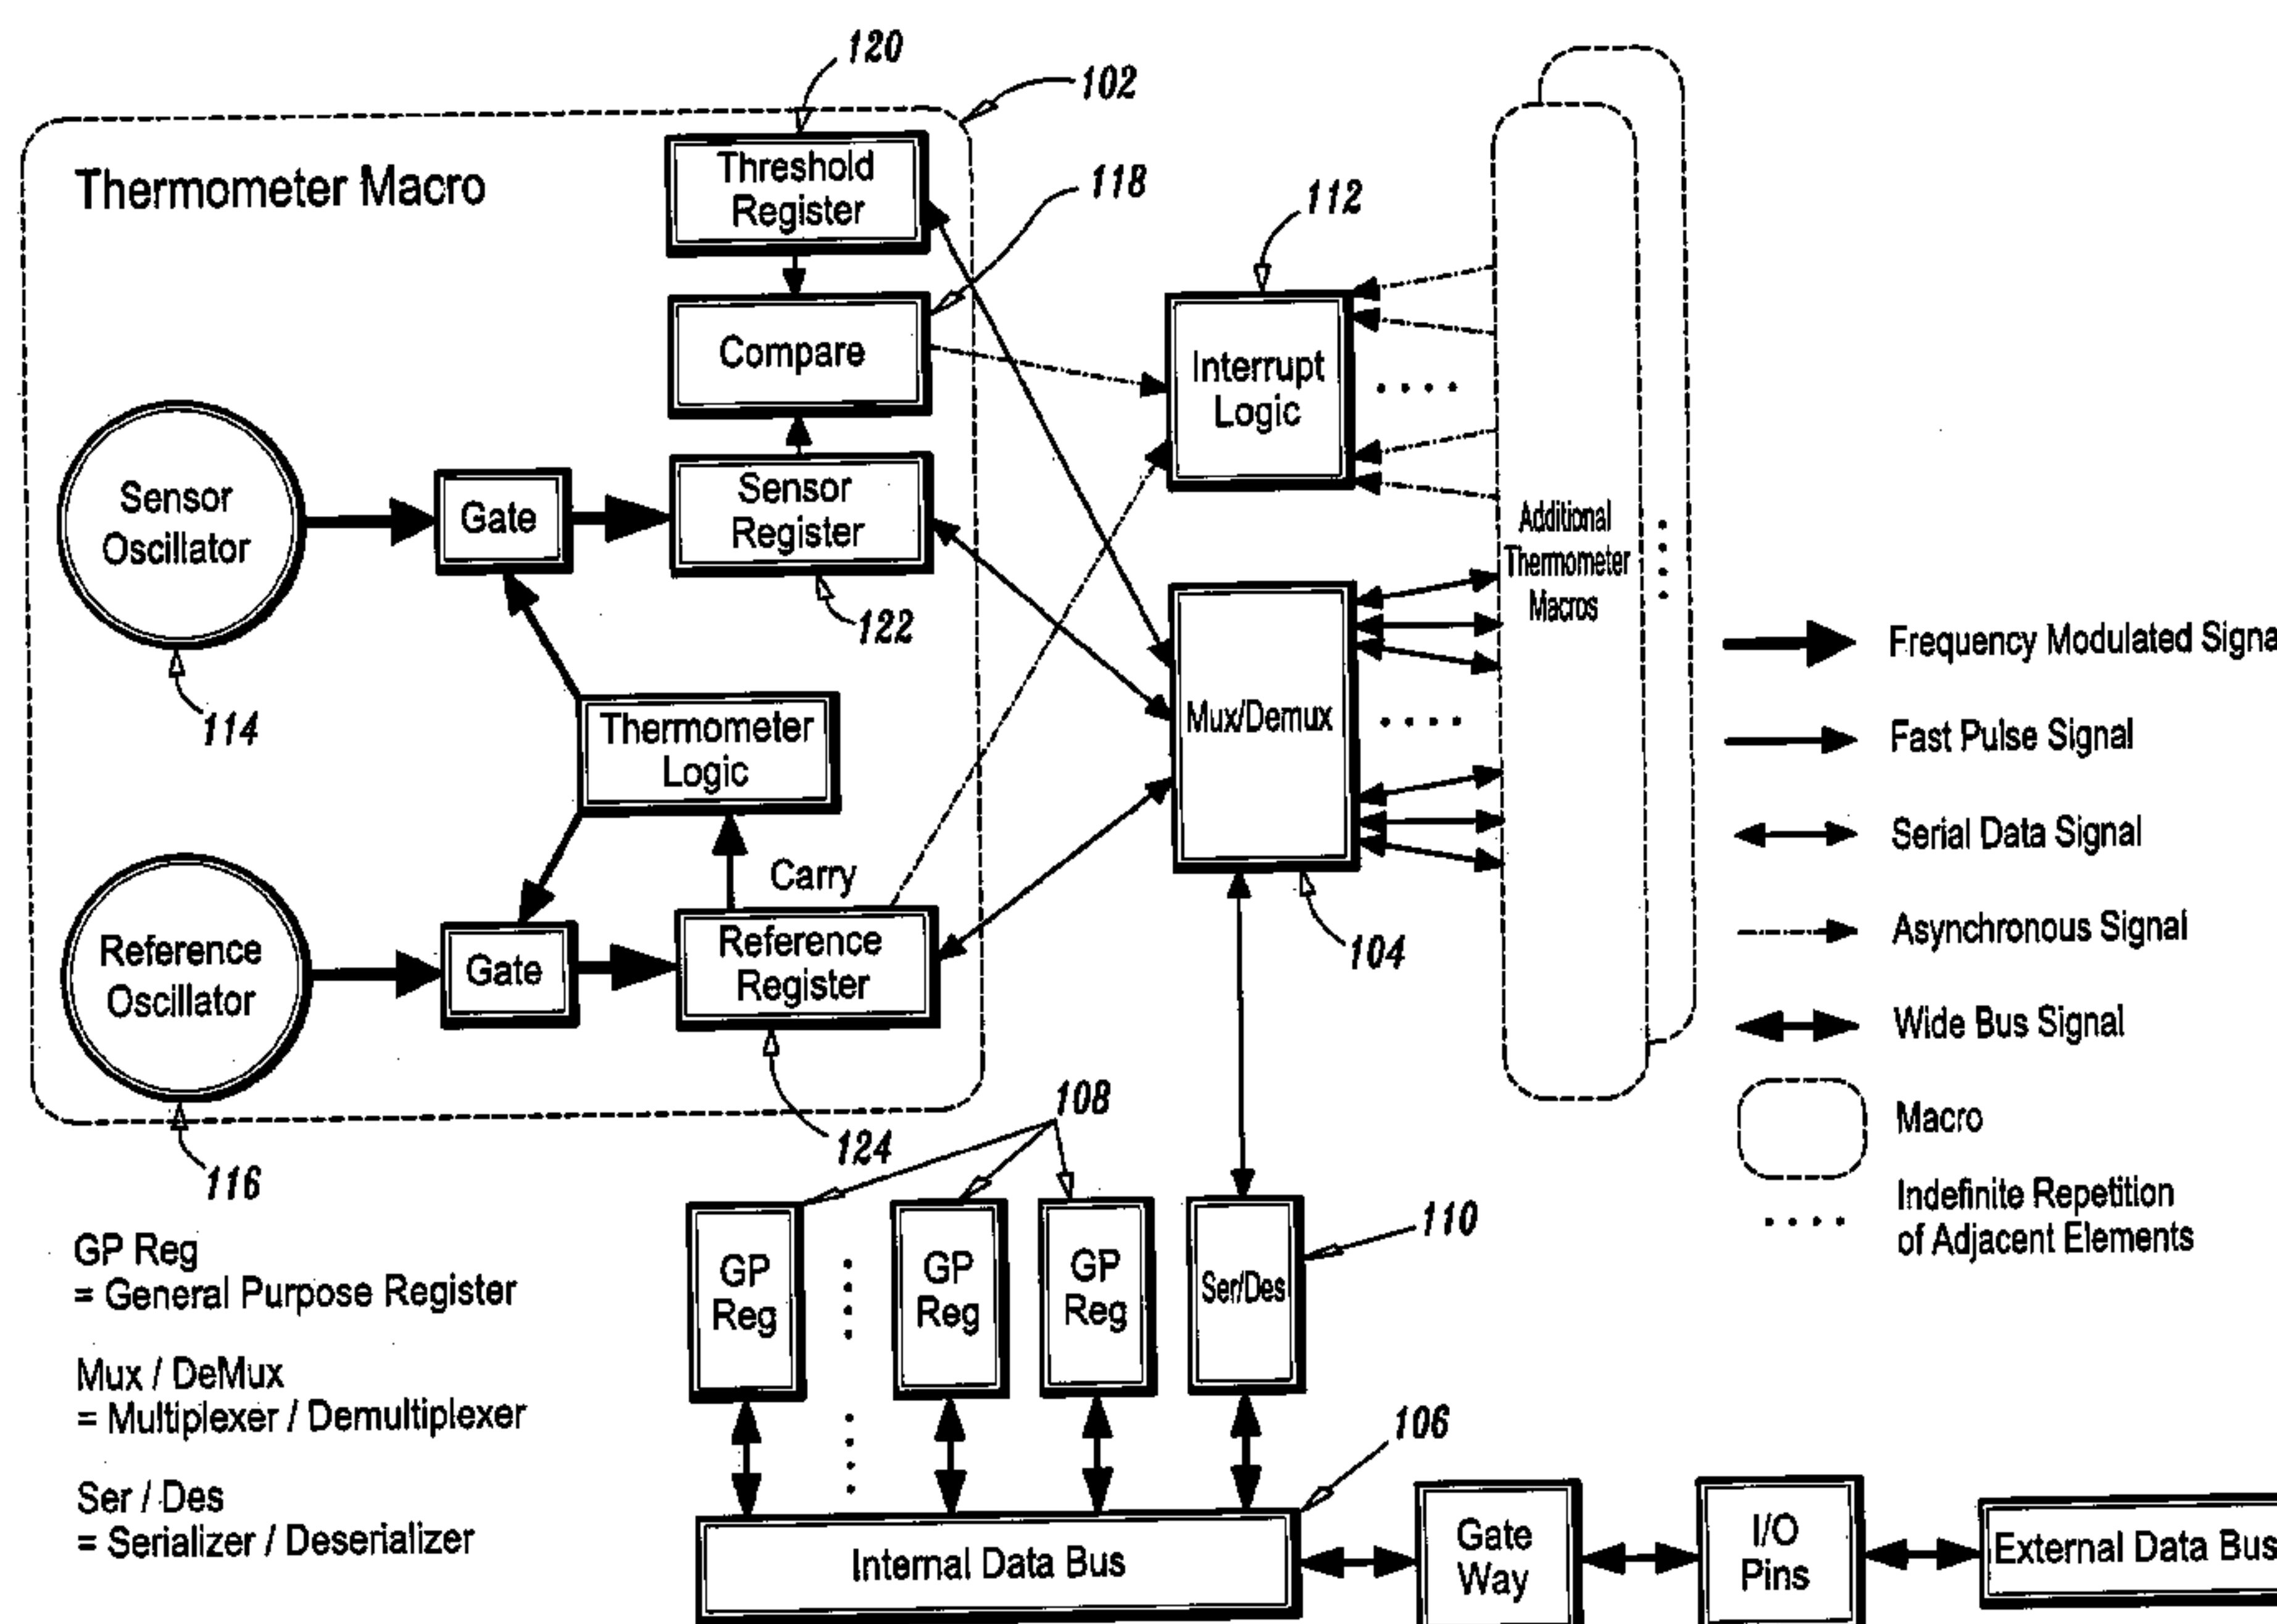 120
102
Thermometer Macro
Threshold
Register
118
112
Compare
Interrupt
Logic
Sensor
Oscillator
Gate
Sensor
Register
122
114
Thermometer
Logic
Mux/Demux
104
Additional
Thermometer
Macros
Carry
Reference
Oscillator
Gate
Reference
Register
116
124
108
Frequency Modulated Signa
Fast Pulse Signal
Serial Data Signal
Asynchronous Signal
Wide Bus Signal
Macro
Indefinite Repetition
of Adjacent Elements
GP Reg
= General Purpose Register
Mux / DeMux
= Multiplexer / Demultiplexer
Ser / Des
= Serializer / Deserializer
GP
Reg
GP
Reg
GP
Reg
Ser/Des
110
106
Internal Data Bus
Gate
Way
I/O
Pins
External Data Bus